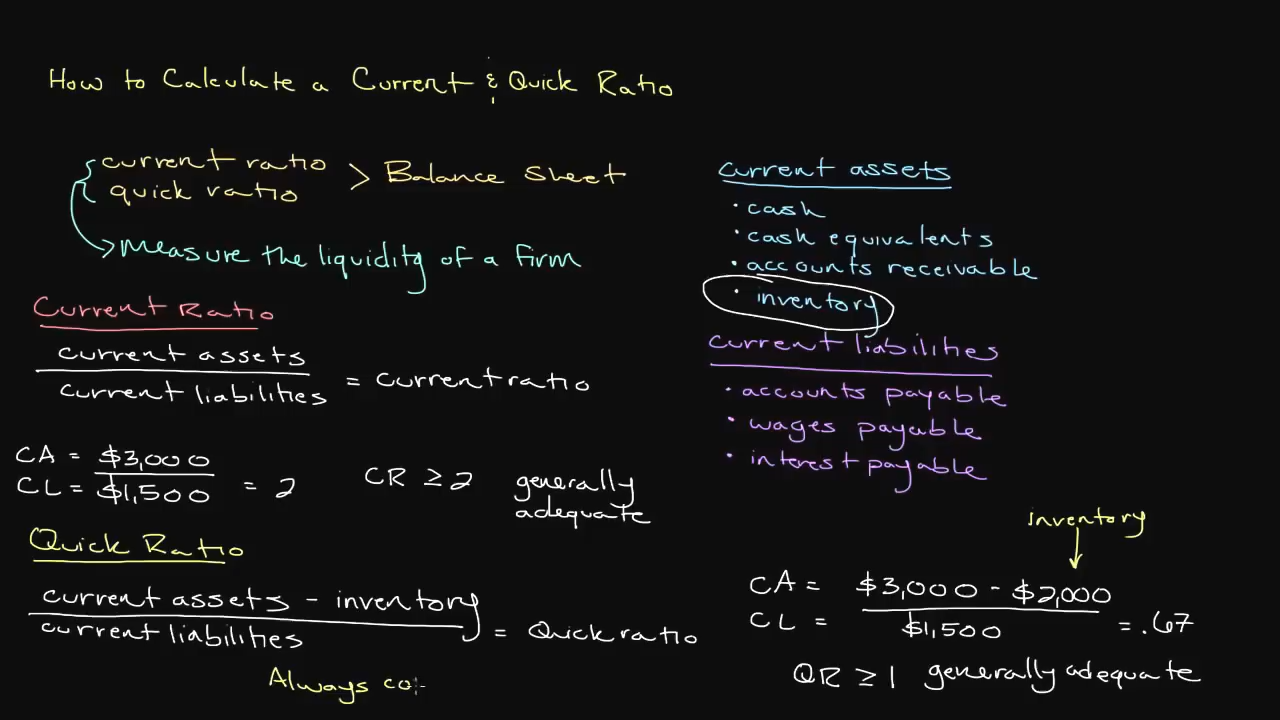 How to Calculate a Current & Quick Ratio
current ratio
quick ratio
> Balance Sheet
measure the liquidity of a firm
Current Ratio
current assets
current liabilities
= current ratio
CA = $3,000
CL = $1,500
= 2
CR ≥ 2 generally
adequate
Quick Ratio
current assets - inventory
current liabilities
= Quick ratio
Always co
current assets
· cash
· cash equivalents
· accounts receivable
· inventory
current liabilities
· accounts payable
· wages payable
· interest payable
inventory
CA = $3,000 - $2,000
CL = $1,500
= .67
QR ≥ 1 generally adequate